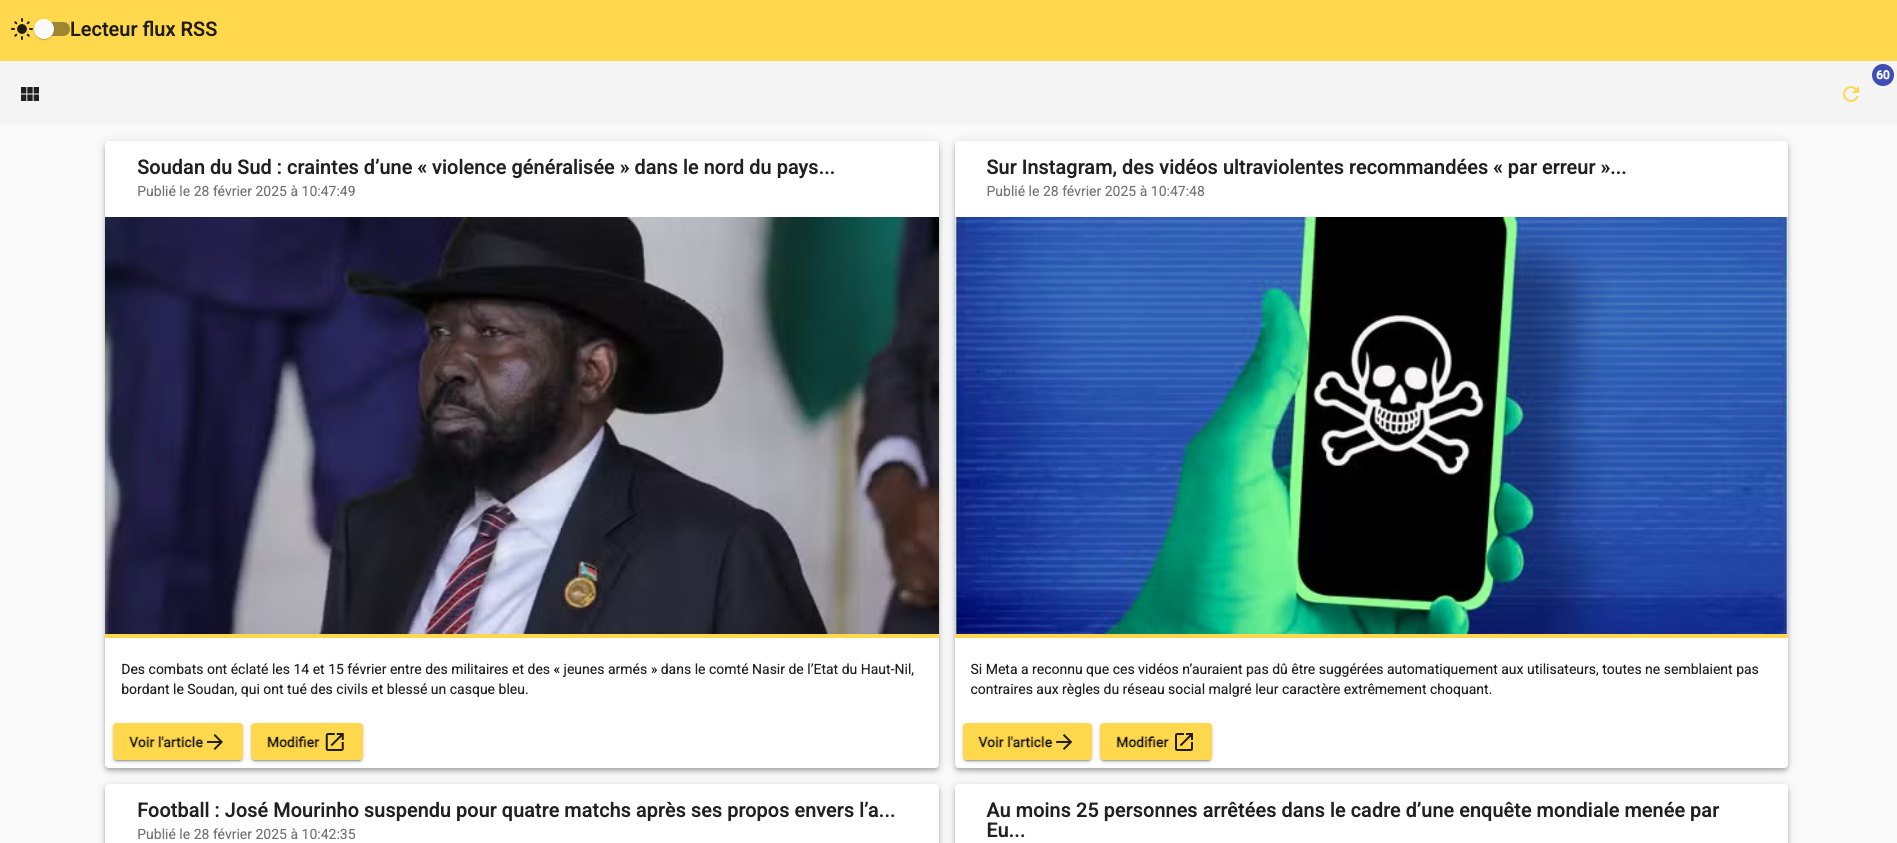 Lecteur flux RSS
60
Soudan du Sud : craintes d’une « violence généralisée » dans le nord du pays...
Publié le 28 février 2025 à 10:47:49
Des combats ont éclaté les 14 et 15 février entre des militaires et des « jeunes armés » dans le comté Nasir de l’Etat du Haut-Nil,
bordant le Soudan, qui ont tué des civils et blessé un casque bleu.
Voir l'article
Modifier
Sur Instagram, des vidéos ultraviolentes recommandées « par erreur »...
Publié le 28 février 2025 à 10:47:48
Si Meta a reconnu que ces vidéos n’auraient pas dû être suggérées automatiquement aux utilisateurs, toutes ne semblaient pas
contraires aux règles du réseau social malgré leur caractère extrêmement choquant.
Voir l'article
Modifier
Football : José Mourinho suspendu pour quatre matchs après ses propos envers l’a...
Publié le 28 février 2025 à 10:42:35
Au moins 25 personnes arrêtées dans le cadre d’une enquête mondiale menée par
Eu...